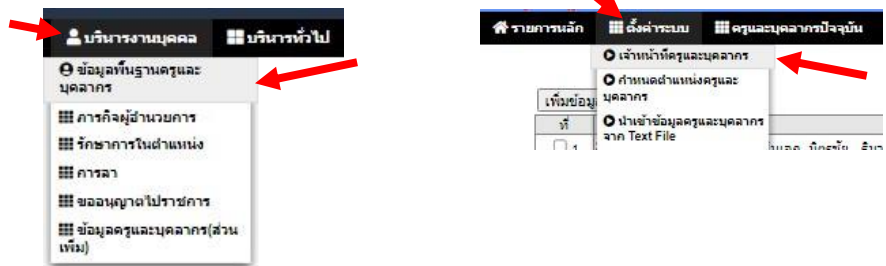 บริหารงานบุคคล
บริหารทั่วไป
ข้อมูลพื้นฐานครูและ
บุคลากร
ภารกิจผู้อำนวยการ
รักษาการในตำแหน่ง
การลา
ขออนุญาตไปราชการ
ข้อมูลครูและบุคลากร(ส่วน
เพิ่ม)
รายการหลัก
ตั้งค่าระบบ
ครูและบุคลากรปัจจุบัน
เจ้าหน้าที่ครูและบุคลากร
กำหนดตำแหน่งครูและ
บุคลากร
นำเข้าข้อมูลครูและบุคลากร
จาก Text File
เพิ่มข้อมู
ที่
1